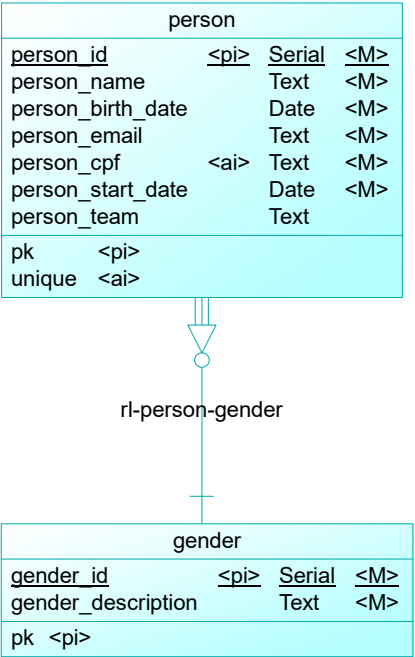 person
person_id <pi> Serial <M>
person_name Text <M>
person_birth_date Date <M>
person_email Text <M>
person_cpf <ai> Text <M>
person_start_date Date <M>
person_team Text
pk <pi>
unique <ai>
rl-person-gender
gender
gender_id <pi> Serial <M>
gender_description Text <M>
pk <pi>